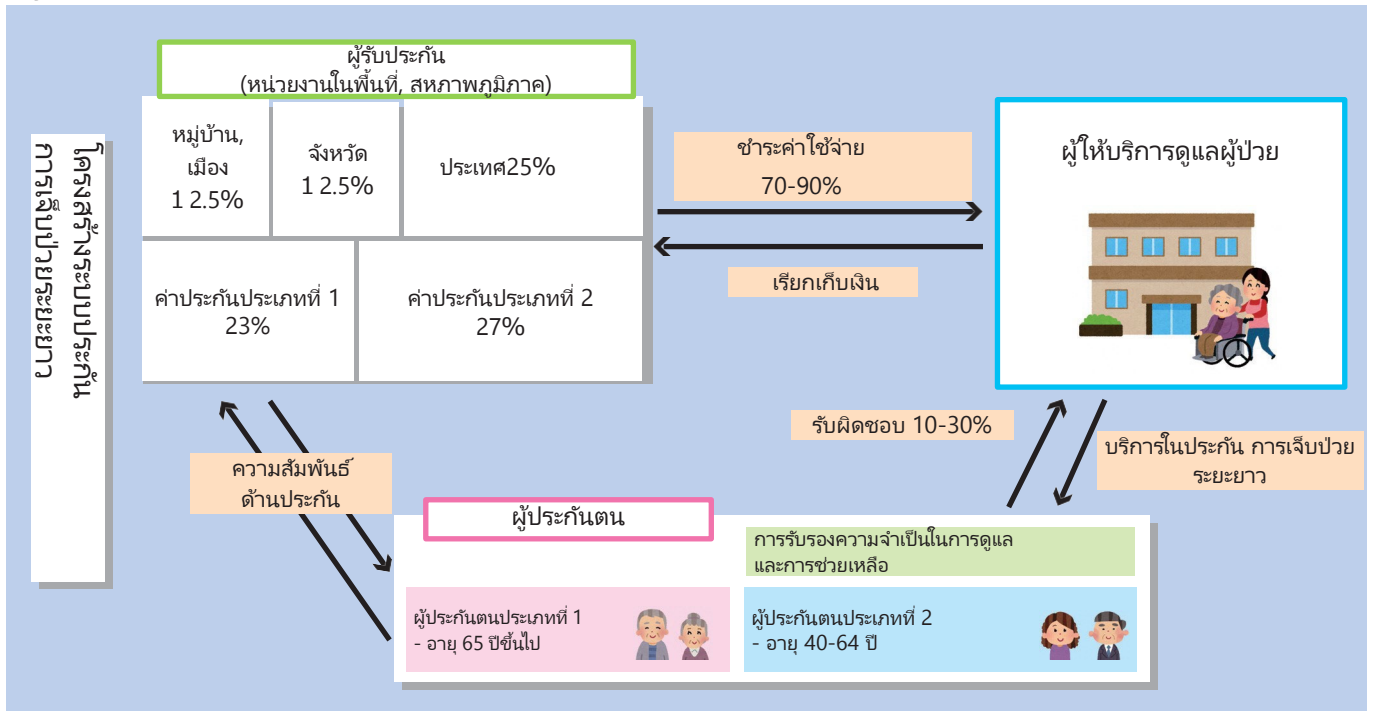 โครงสร้างระบบประกัน
การเจ็บป่วยระยะยาว
ผู้รับประกัน
(หน่วยงานในพื้นที่, สหภาพภูมิภาค)
หมู่บ้าน,
เมือง
1 2.5%
จังหวัด
1 2.5%
ประเทศ25%
ค่าประกันประเภทที่ 1
23%
ค่าประกันประเภทที่ 2
27%
ชำระค่าใช้จ่าย
70-90%
เรียกเก็บเงิน
ผู้ให้บริการดูแลผู้ป่วย
รับผิดชอบ 10-30%
บริการในประกัน การเจ็บป่วย
ระยะยาว
ความสัมพันธ์
ด้านประกัน
ผู้ประกันตน
การรับรองความจำเป็นในการดูแล
และการช่วยเหลือ
ผู้ประกันตนประเภทที่ 1
- อายุ 65 ปีขึ้นไป
ผู้ประกันตนประเภทที่ 2
- อายุ 40-64 ปี